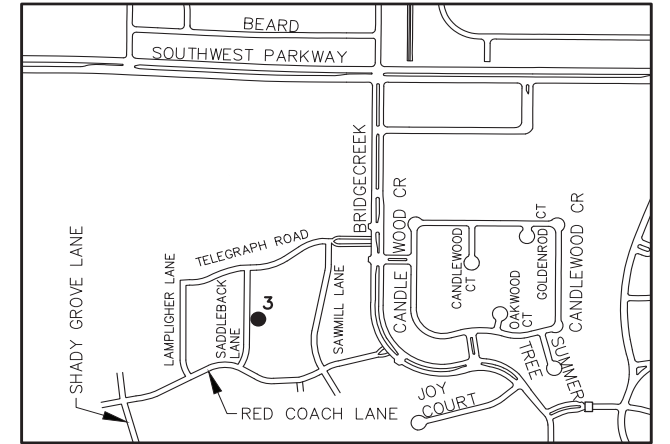 BEARD
SOUTHWEST PARKWAY
BRIDGECREEK
SHADY GROVE LANE
TELEGRAPH ROAD
LAMPLIGHER LANE
SADDLEBACK
LANE
3
SAWMILL LANE
CANDLE WOOD CR
CANDLEWOOD
CT
GOLDENROD CT
OAKWOOD
CT
CANDLEWOOD CR
SUMMER
TREE
JOY
COURT
RED COACH LANE